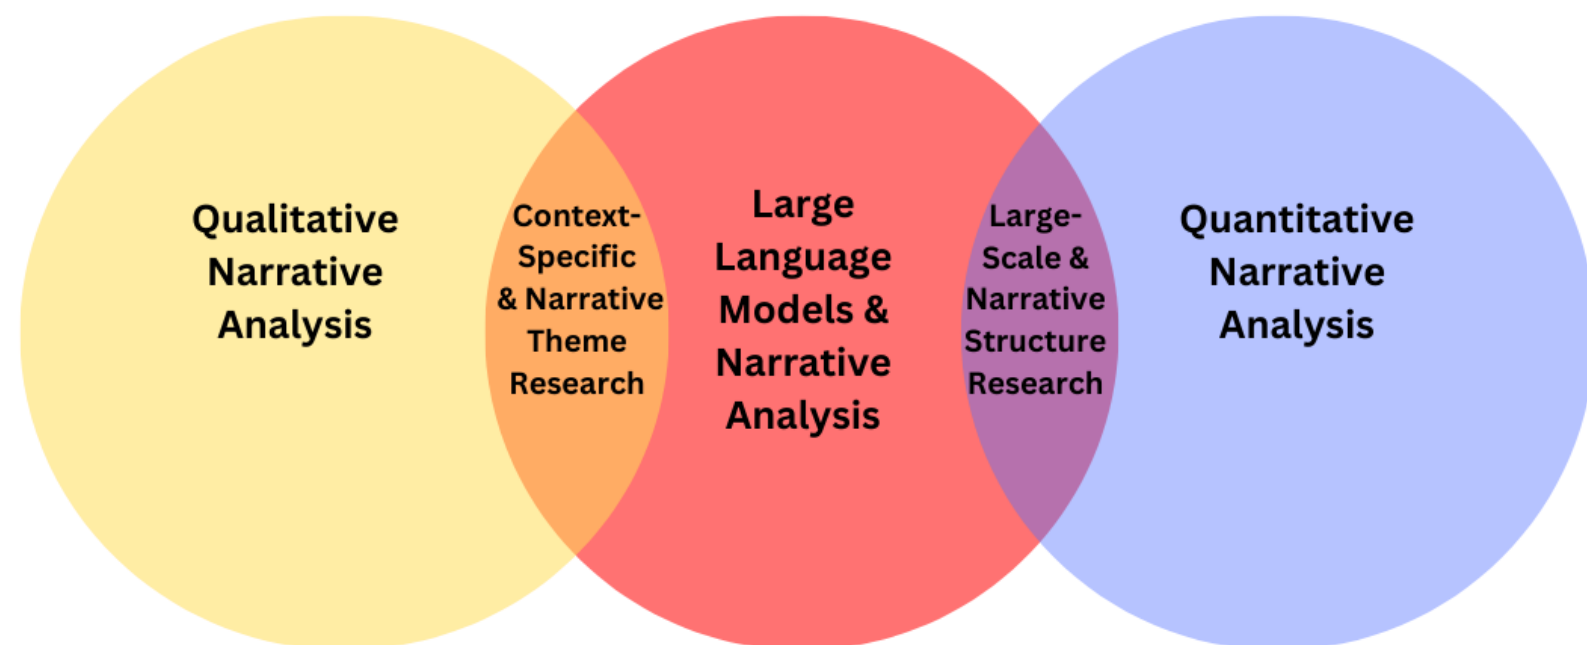 Qualitative
Narrative
Analysis
Context-
Specific
& Narrative
Theme
Research
Large
Language
Models &
Narrative
Analysis
Large-
Scale &
Narrative
Structure
Research
Quantitative
Narrative
Analysis